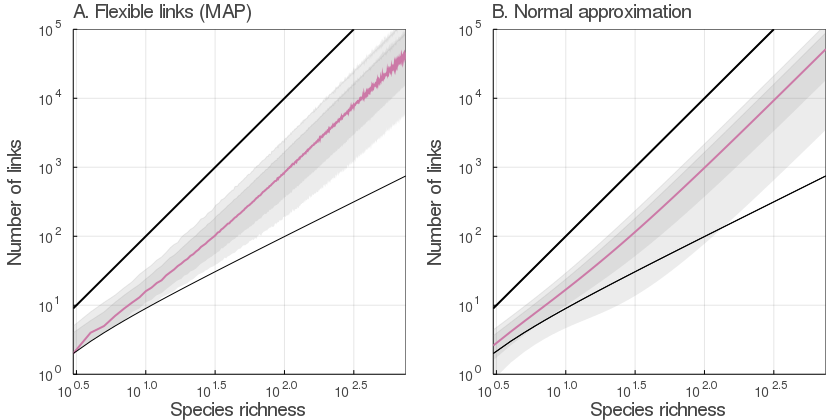 A. Flexible links (MAP)
10^5
10^4
10^3
10^2
10^1
10^0
Number of links
10^0.5 10^1.0 10^1.5 10^2.0 10^2.5
Species richness
B. Normal approximation
10^5
10^4
10^3
10^2
10^1
10^0
Number of links
10^0.5 10^1.0 10^1.5 10^2.0 10^2.5
Species richness